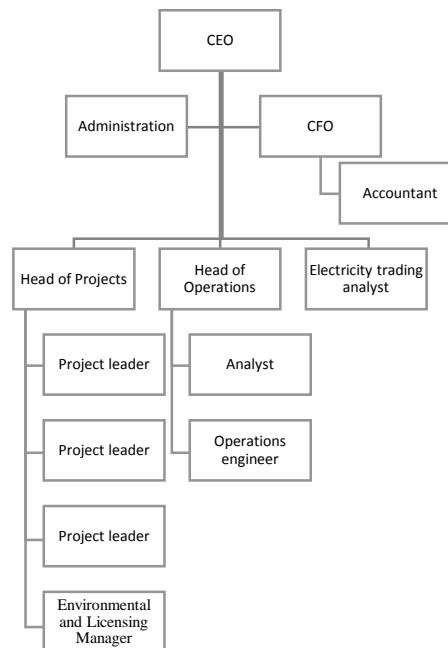 CEO
Administration
CFO
Accountant
Head of Projects
Head of
Operations
Electricity trading
analyst
Project leader
Analyst
Project leader
Operations
engineer
Project leader
Environmental
and Licensing
Manager